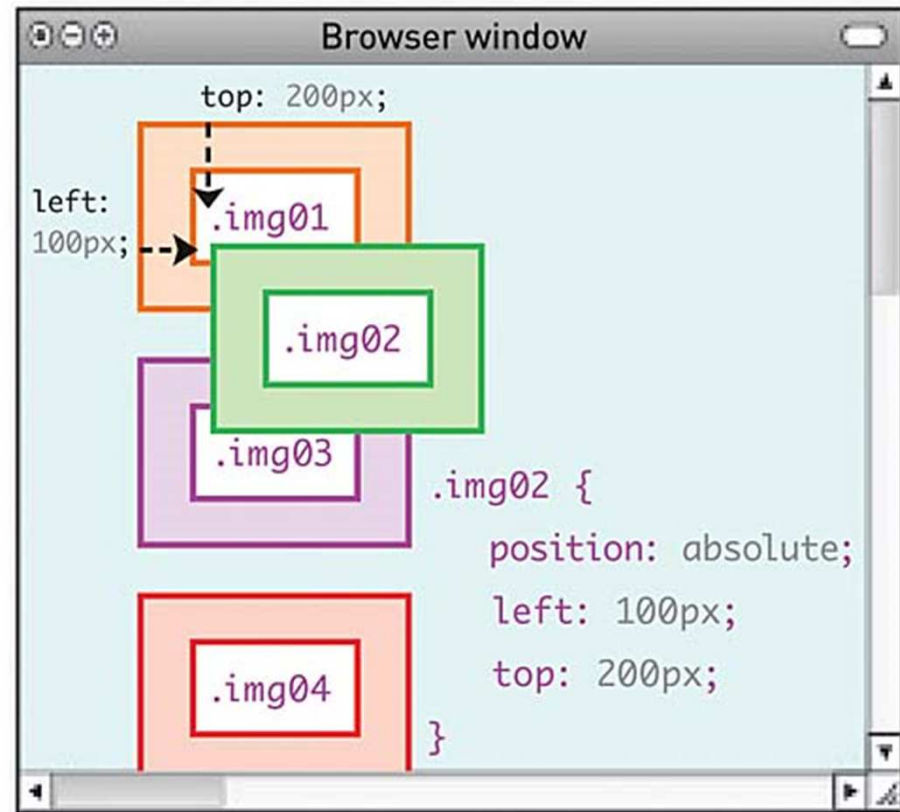 Browser window
top: 200px;
left:
100px;
.img01
.img02
.img03
.img04
.img02 {
position: absolute;
left: 100px;
top: 200px;
}